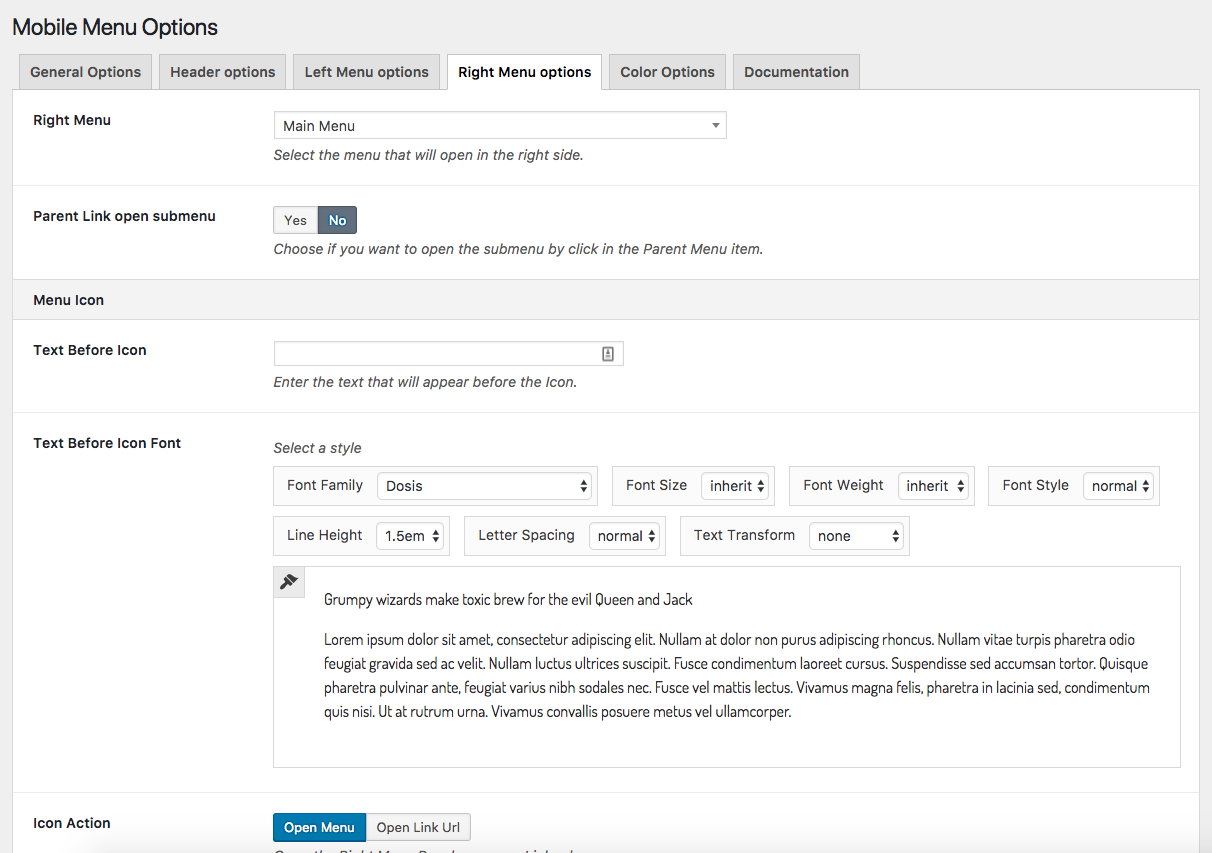 Mobile Menu Options
General Options
Header options
Left Menu options
Right Menu options
Color Options
Documentation
Right Menu
Main Menu
Select the menu that will open in the right side.
Parent Link open submenu
Yes No
Choose if you want to open the submenu by click in the Parent Menu item.
Menu Icon
Text Before Icon
Enter the text that will appear before the Icon.
Text Before Icon Font
Select a style
Font Family Dosis
Font Size inherit
Font Weight inherit
Font Style normal
Line Height 1.5em
Letter Spacing normal
Text Transform none
Grumpy wizards make toxic brew for the evil Queen and Jack
Lorem ipsum dolor sit amet, consectetur adipiscing elit. Nullam at dolor non purus adipiscing rhoncus. Nullam vitae turpis pharetra odio
feugiat gravida sed ac velit. Nullam luctus ultrices suscipit. Fusce condimentum laoreet cursus. Suspendisse sed accumsan tortor. Quisque
pharetra pulvinar ante, feugiat varius nibh sodales nec. Fusce vel mattis lectus. Vivamus magna felis, pharetra in lacinia sed, condimentum
quis nisi. Ut at rutrum urna. Vivamus convallis posuere metus vel ullamcorper.
Icon Action
Open Menu Open Link Url